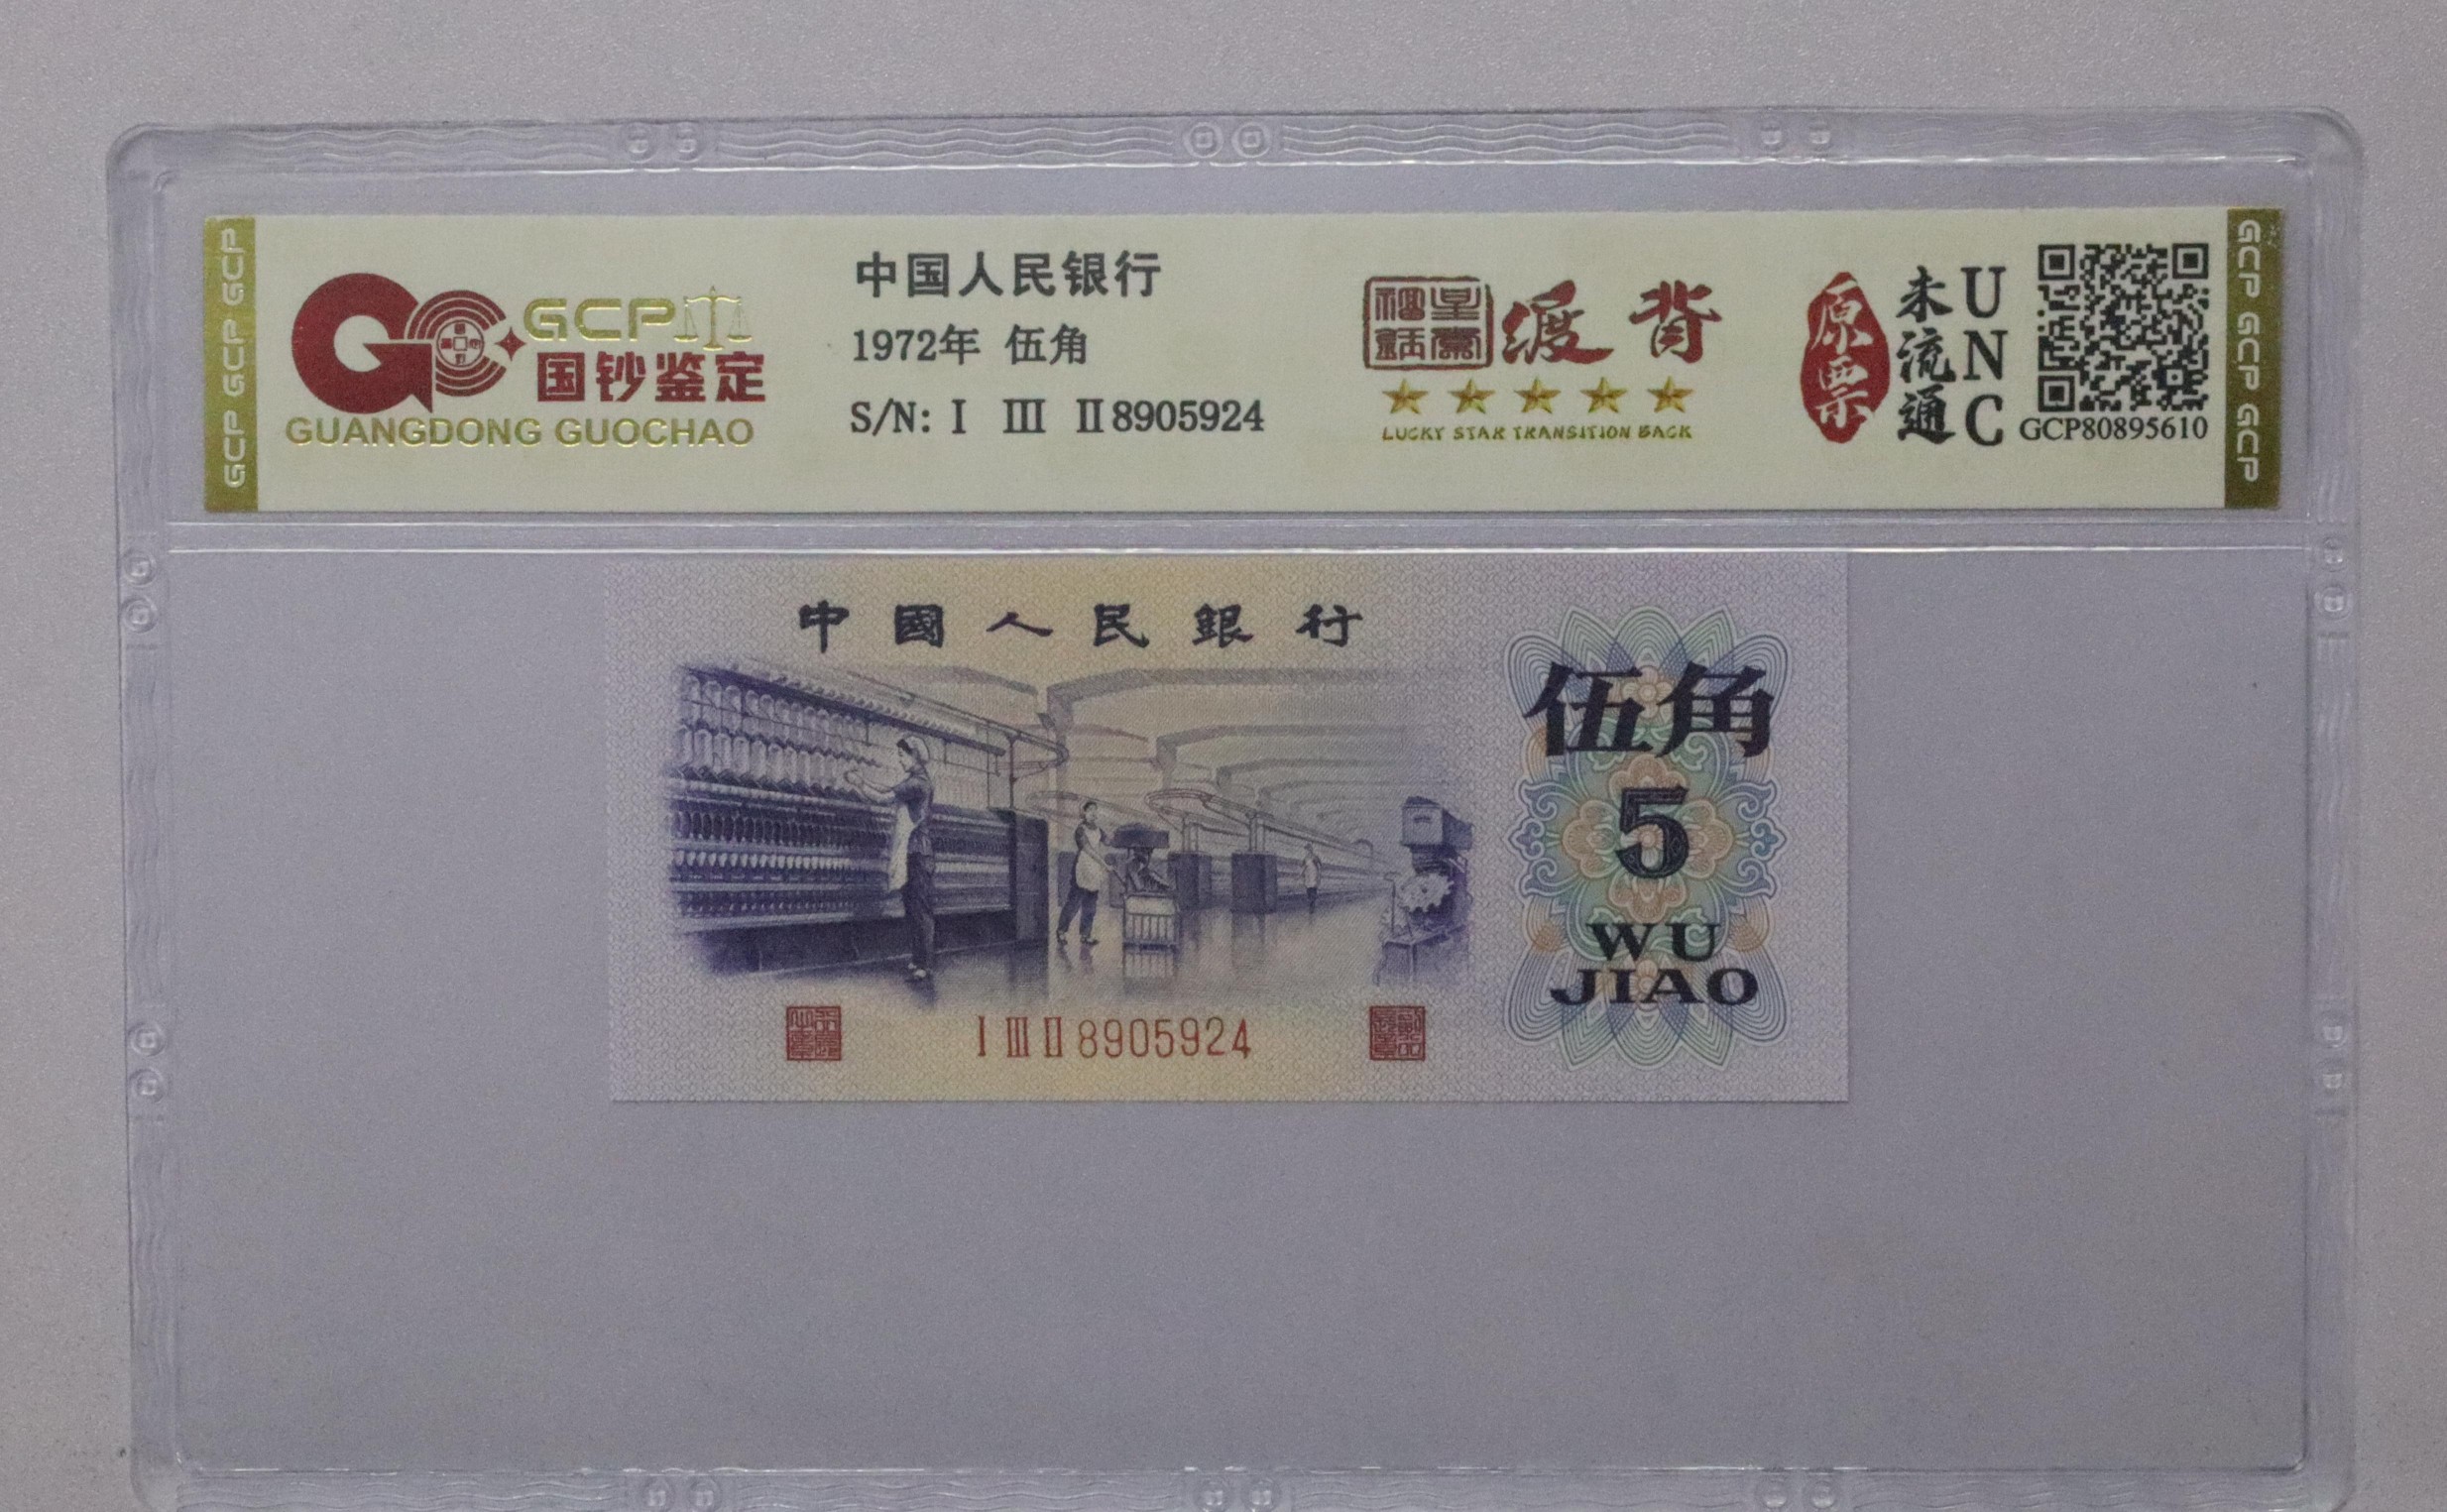 GCP GCP GCP
GCP
国钞鉴定
GUANGDONG GUOCHAO
中国人民银行
1972年 伍角
S/N: I III II 8905924
渡背
LUCKY STAR TRANSITION BACK
原票
未流通
UNC
GCP80895610
GCP GCP GCP
中國人民銀行
伍角
5
WU
JIAO
I III II 8905924